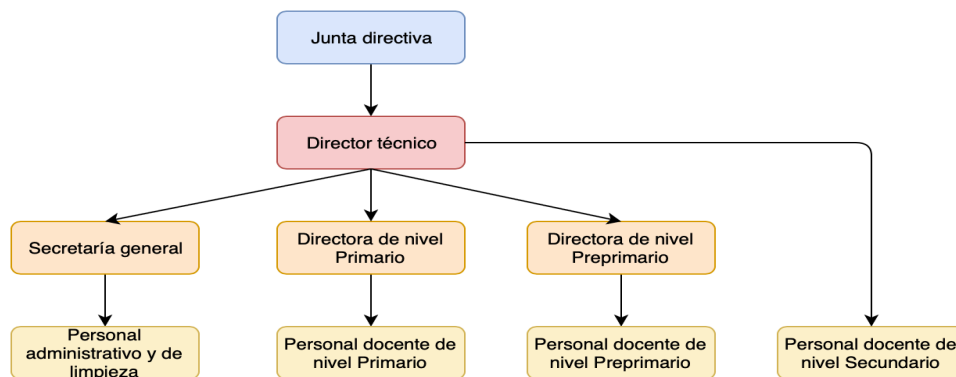 Junta directiva
Director técnico
Secretaría general
Directora de nivel
Primario
Directora de nivel
Preprimario
Personal
administrativo y de
limpieza
Personal docente de
nivel Primario
Personal docente de
nivel Preprimario
Personal docente de
nivel Secundario